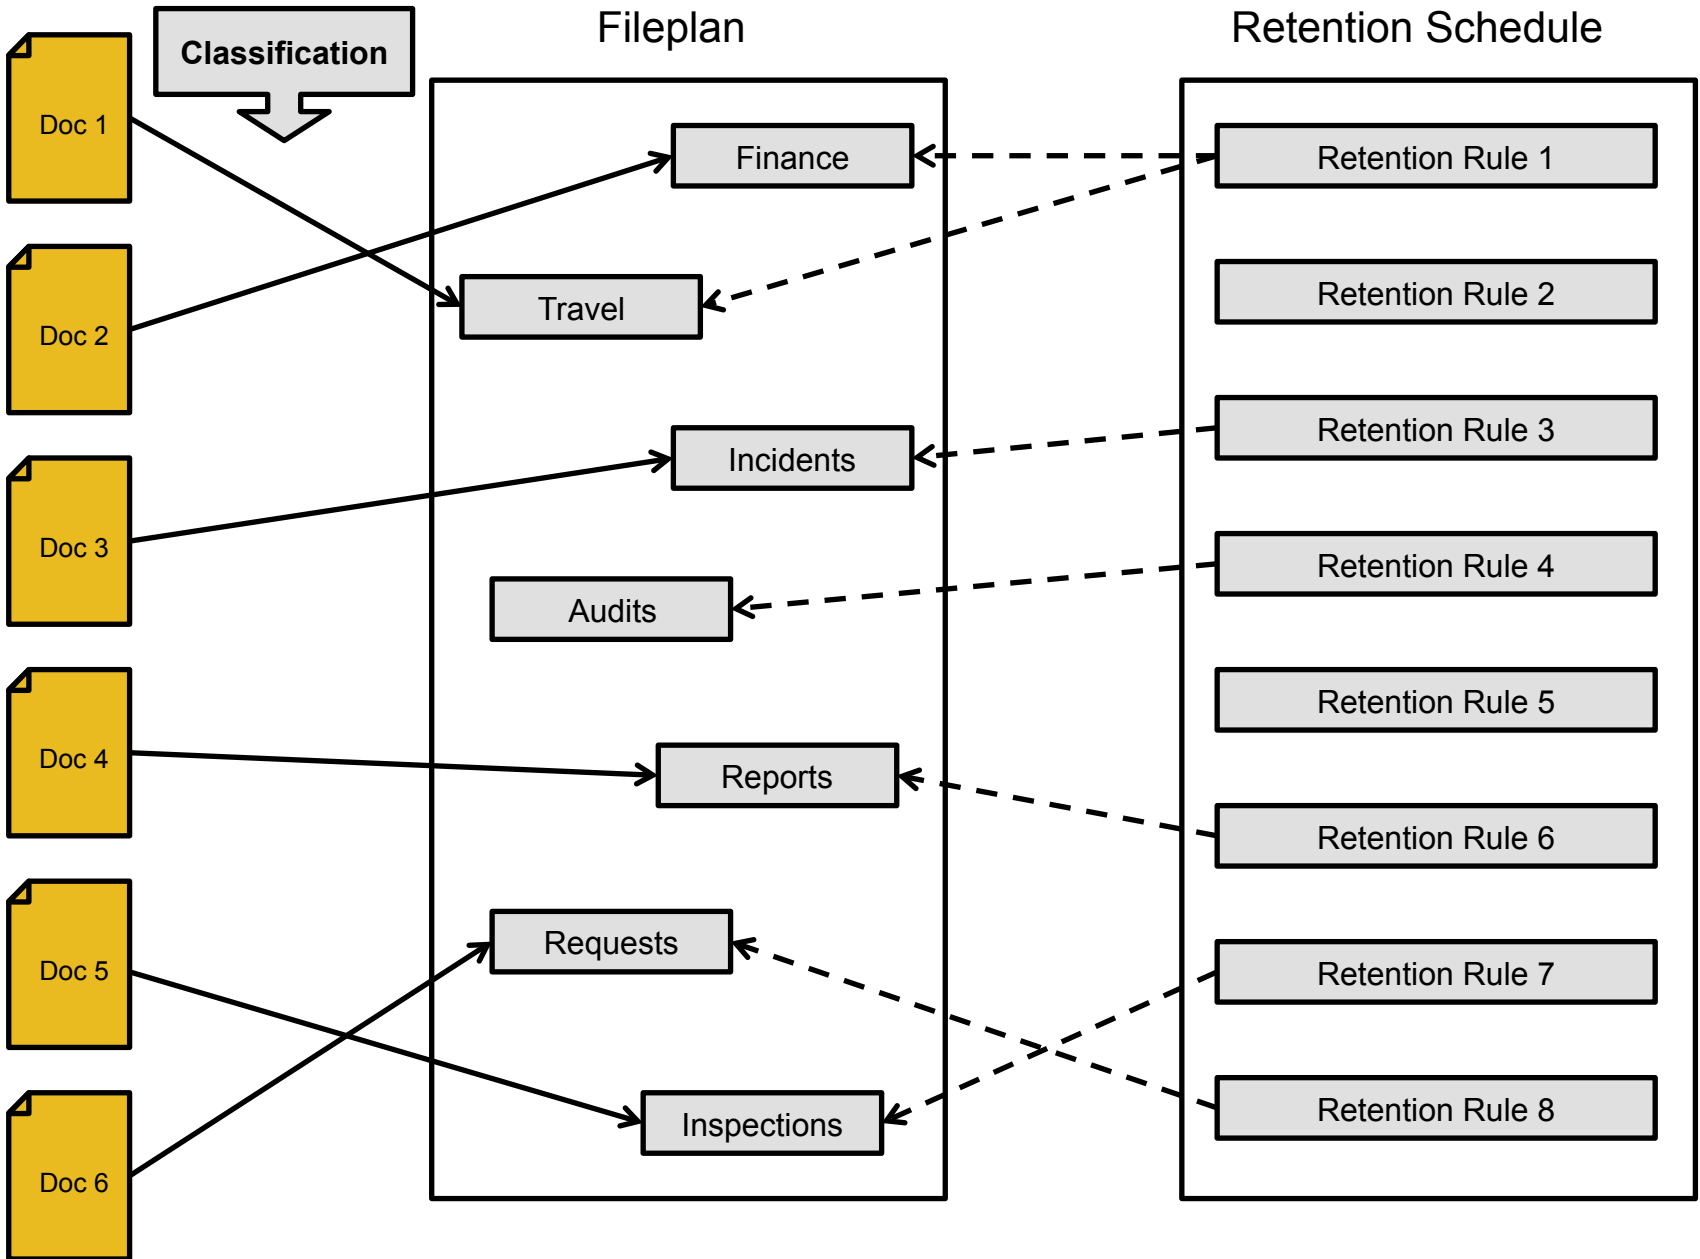 Fileplan
Retention Schedule
Classification
Doc 1
Doc 2
Doc 3
Doc 4
Doc 5
Doc 6
Finance
Travel
Incidents
Audits
Reports
Requests
Inspections
Retention Rule 1
Retention Rule 2
Retention Rule 3
Retention Rule 4
Retention Rule 5
Retention Rule 6
Retention Rule 7
Retention Rule 8